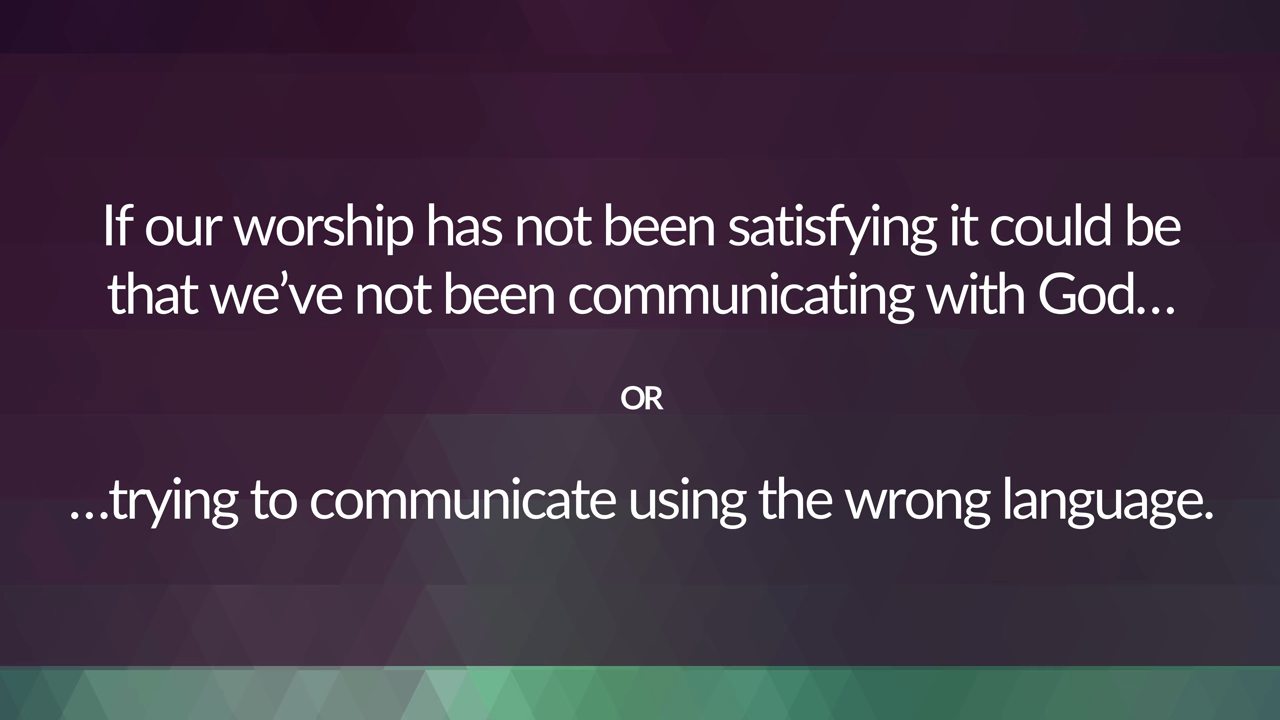 If our worship has not been satisfying it could be
that we’ve not been communicating with God…
OR
…trying to communicate using the wrong language.